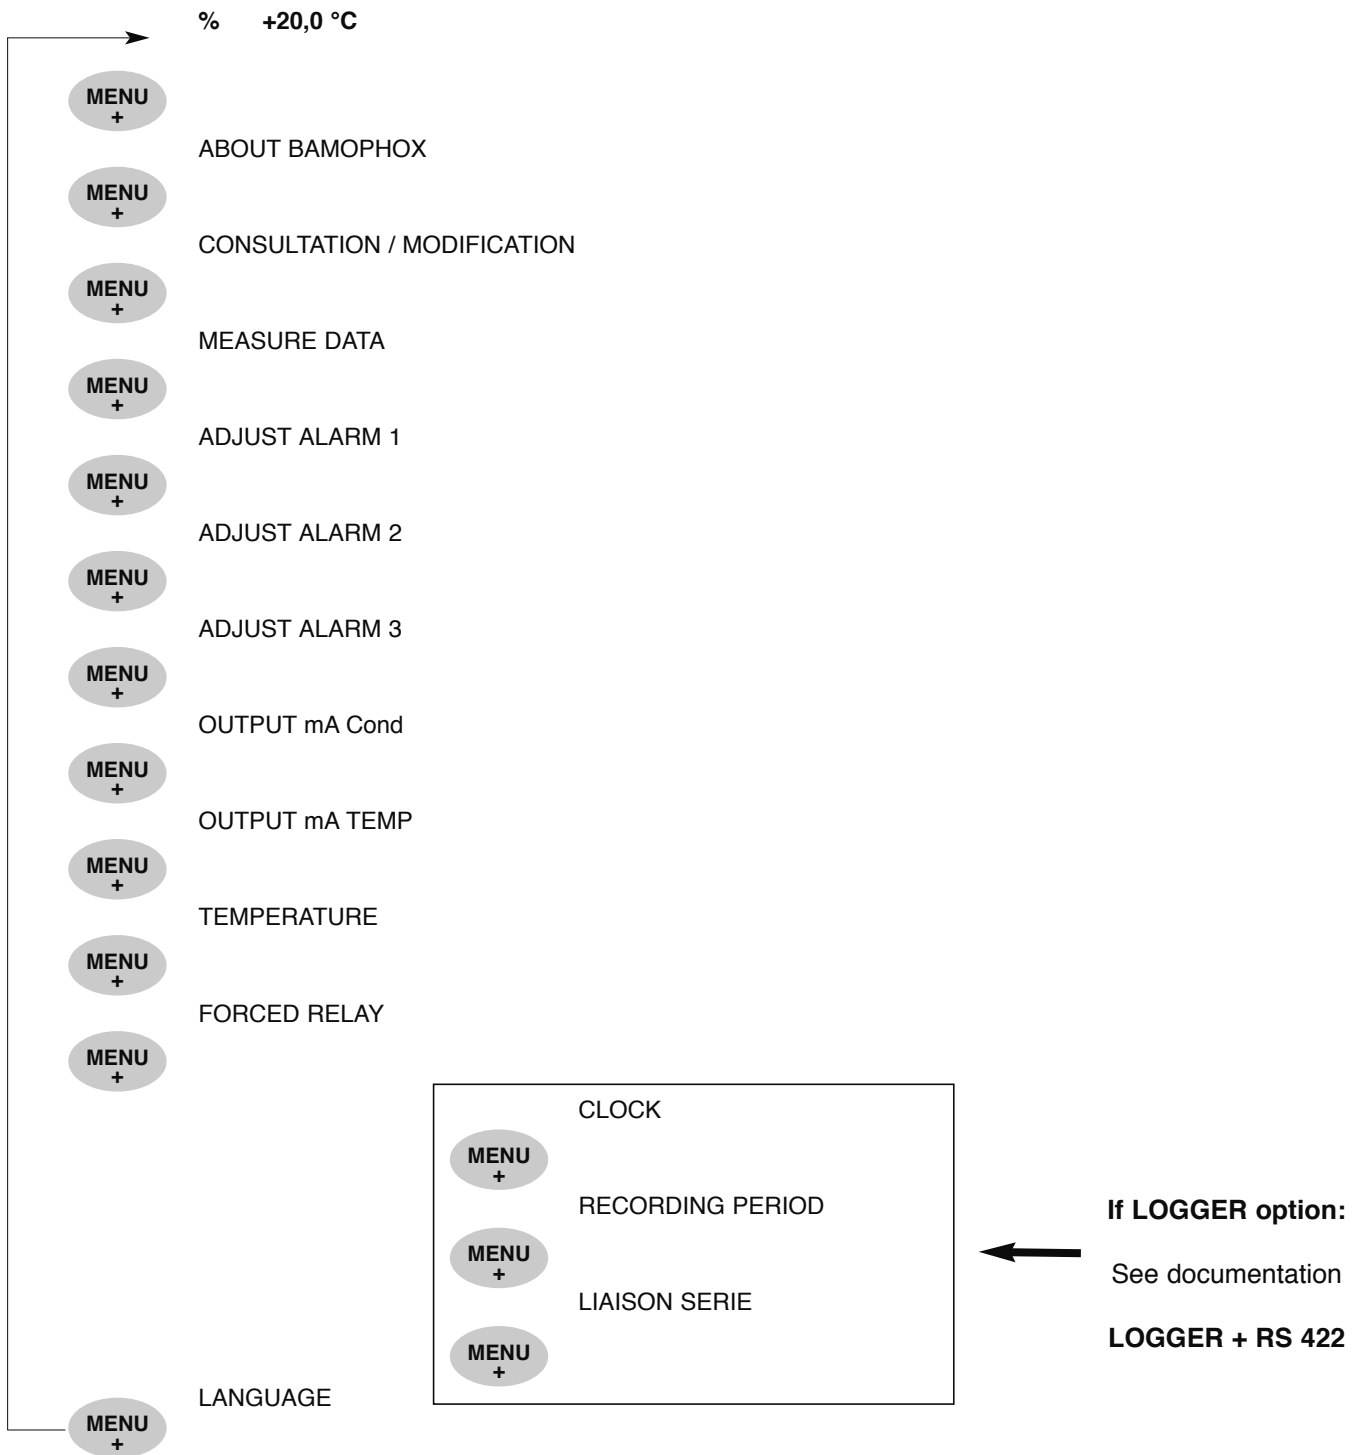 % +20,0 °C
MENU
+
ABOUT BAMOPHOX
MENU
+
CONSULTATION / MODIFICATION
MENU
+
MEASURE DATA
MENU
+
ADJUST ALARM 1
MENU
+
ADJUST ALARM 2
MENU
+
ADJUST ALARM 3
MENU
+
OUTPUT mA Cond
MENU
+
OUTPUT mA TEMP
MENU
+
TEMPERATURE
MENU
+
FORCED RELAY
MENU
+
CLOCK
MENU
+
RECORDING PERIOD
MENU
+
LIAISON SERIE
MENU
+
If LOGGER option:
See documentation
LOGGER + RS 422
LANGUAGE
MENU
+